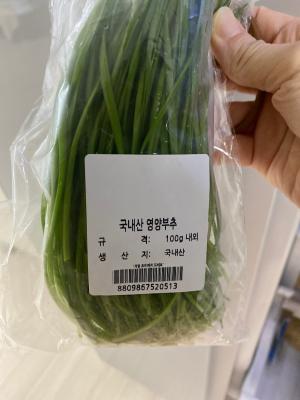 국내산 영양부추
규 격: 100g 내외
생 산 지: 국내산
8809867520513